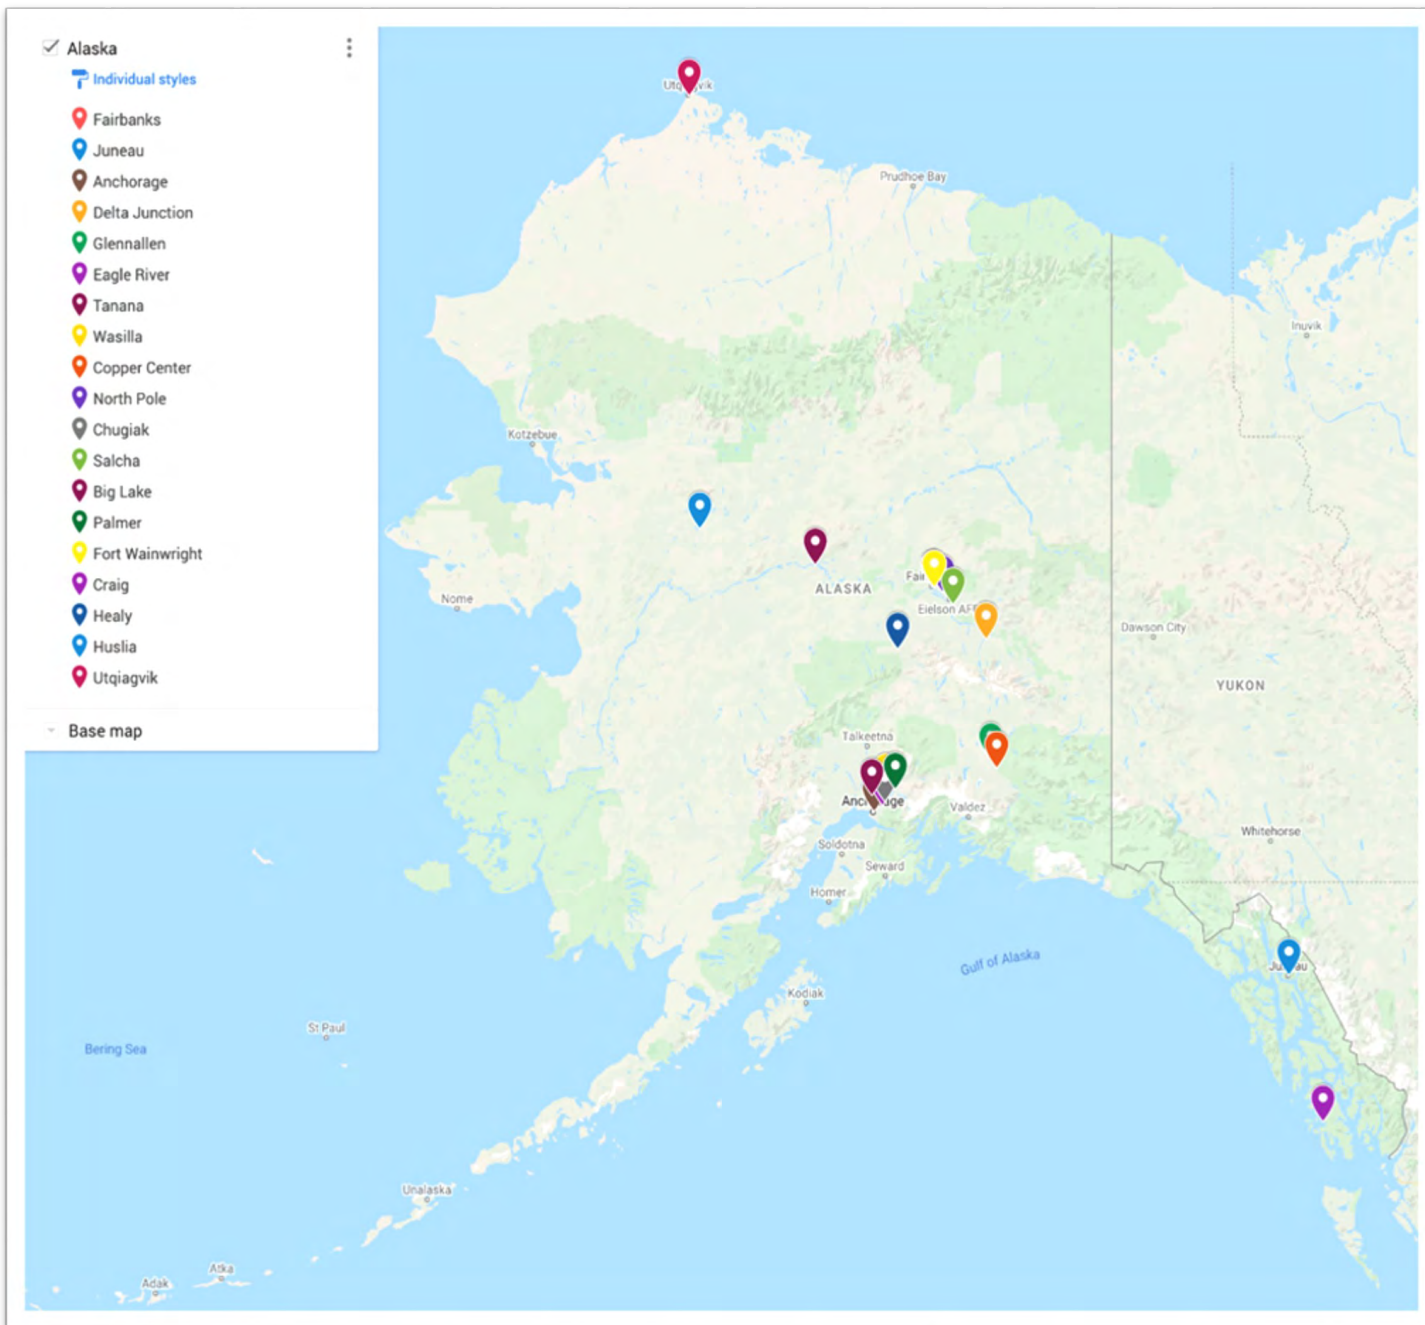 Alaska
Individual styles
Fairbanks
Juneau
Anchorage
Delta Junction
Glennallen
Eagle River
Tanana
Wasilla
Copper Center
North Pole
Chugiak
Salcha
Big Lake
Palmer
Fort Wainwright
Craig
Healy
Huslia
Utqiagvik
Base map
Utqiagvik
Prudhoe Bay
Inuvik
Kotzebue
Nome
ALASKA
Eielson AFB
Dawson City
YUKON
Talkeetna
Anchorage
Valdez
Whitehorse
Soldotna
Seward
Homer
Gulf of Alaska
Juneau
Kodiak
St Paul
Bering Sea
Unalaska
Atka
Adak